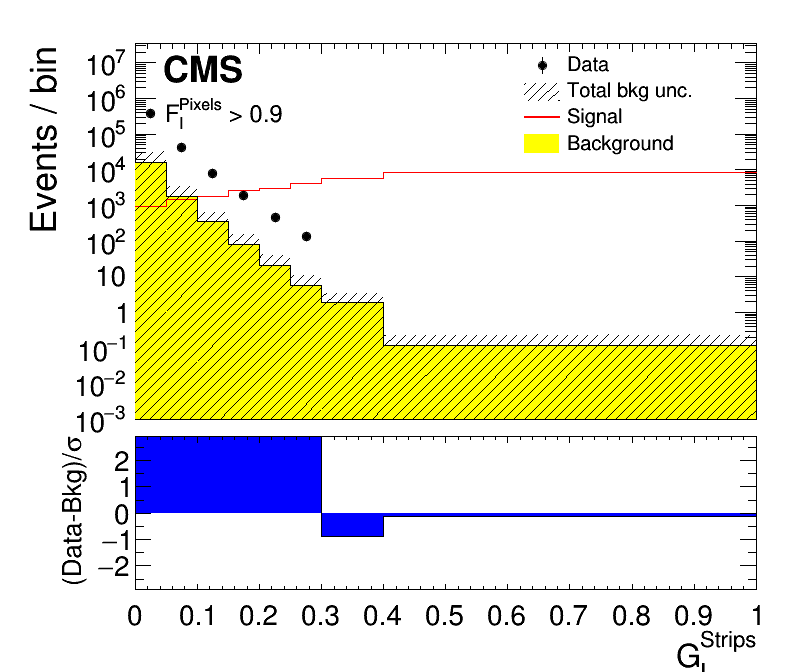 CMS
F_l^Pixels > 0.9
Data
Total bkg unc.
Signal
Background
Events / bin
10^7
10^6
10^5
10^4
10^3
10^2
10
1
10^−1
10^−2
10^−3
(Data-Bkg)/σ
2
1
0
−1
−2
0 0.1 0.2 0.3 0.4 0.5 0.6 0.7 0.8 0.9 1
G_I^Strips